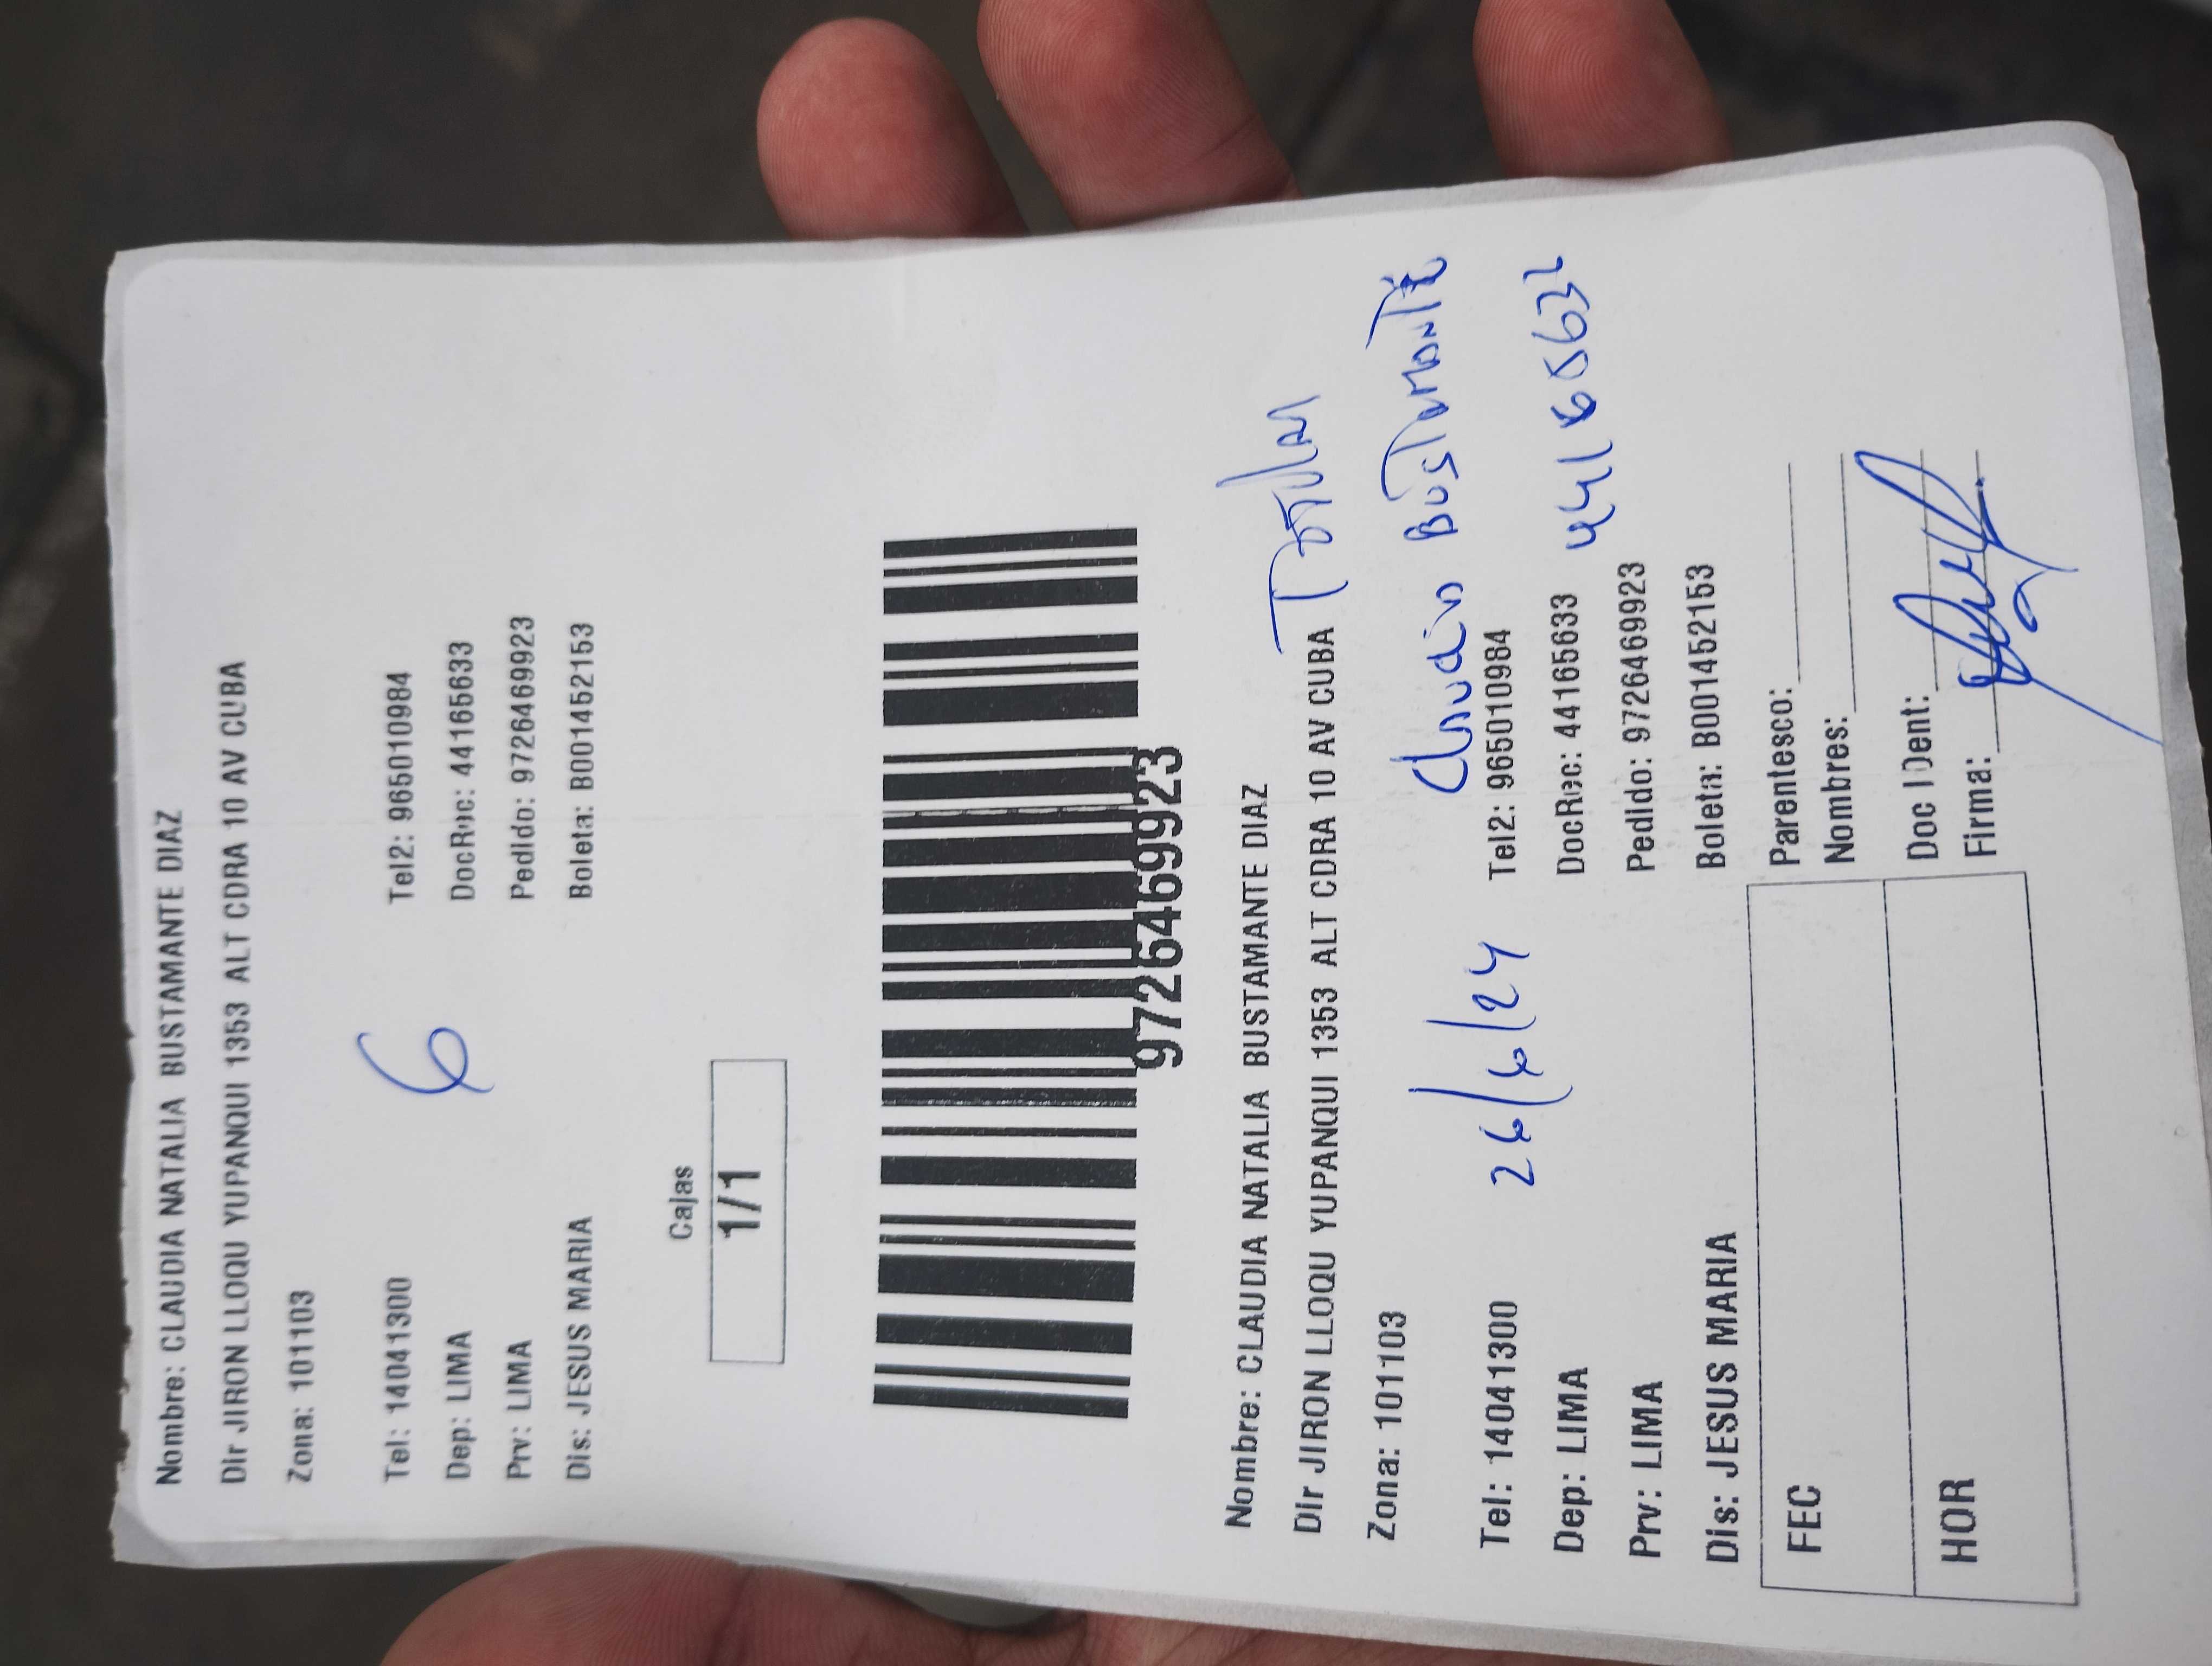 Nombre: CLAUDIA NATALIA BUSTAMANTE DIAZ
Dir JIRON LLOQU YUPANQUI 1353 ALT CDRA 10 AV CUBA
Zona: 101103
6
Tel: 14041300 Tel2: 965010984
Dep: LIMA DocRec: 44165633
Prv: LIMA Pedido: 9726469923
Dis: JESUS MARIA Boleta: B001452153
Cajas
1/1
9726469923
Nombre: CLAUDIA NATALIA BUSTAMANTE DIAZ
Dir JIRON LLOQU YUPANQUI 1353 ALT CDRA 10 AV CUBA
Titular
Zona: 101103
Claudia Bustamante
Tel: 14041300 26/6/24 Tel2: 965010984
Dep: LIMA DocRec: 44165633
Prv: LIMA Pedido: 9726469923
Dis: JESUS MARIA Boleta: B001452153
FEC
HOR
Parentesco:
Nombres:
Doc Ident:
Firma: